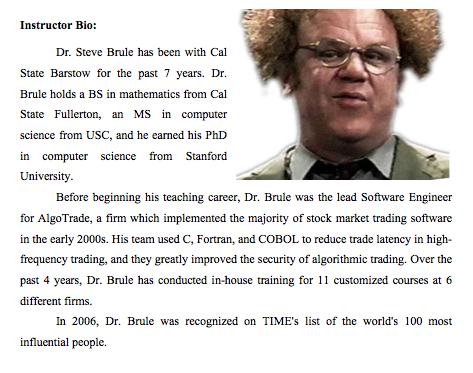 Instructor Bio:
Dr. Steve Brule has been with Cal
State Barstow for the past 7 years. Dr.
Brule holds a BS in mathematics from Cal
State Fullerton, an MS in computer
science from USC, and he earned his PhD
in computer science from Stanford
University.
Before beginning his teaching career, Dr. Brule was the lead Software Engineer
for AlgoTrade, a firm which implemented the majority of stock market trading software
in the early 2000s. His team used C, Fortran, and COBOL to reduce trade latency in high-
frequency trading, and they greatly improved the security of algorithmic trading. Over the
past 4 years, Dr. Brule has conducted in-house training for 11 customized courses at 6
different firms.
In 2006, Dr. Brule was recognized on TIME's list of the world's 100 most
influential people.